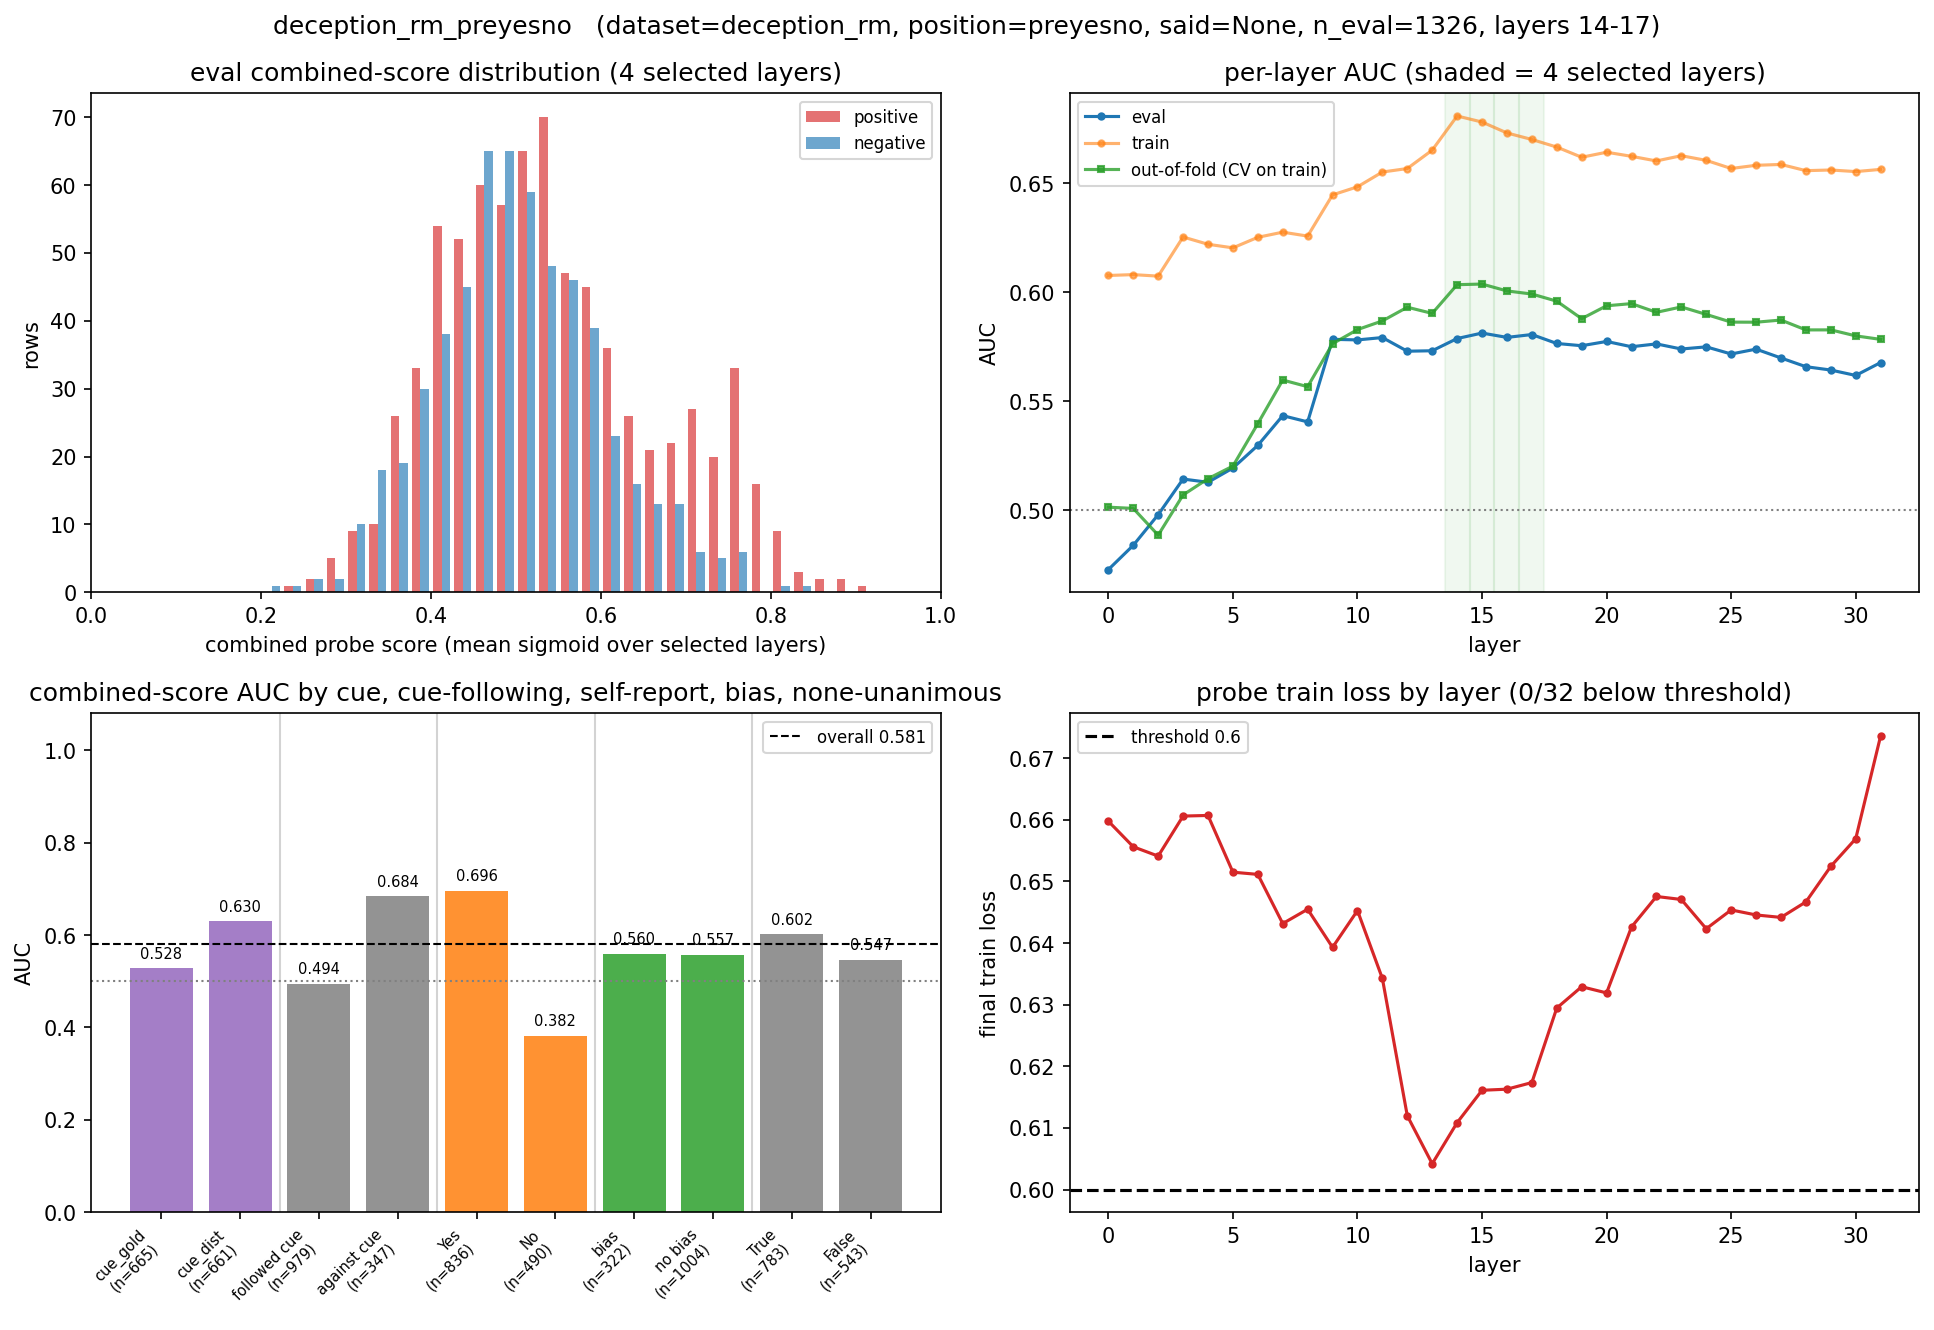 deception_rm_preyesno   (dataset=deception_rm, position=preyesno, said=None, n_eval=1326, layers 14-17)
eval combined-score distribution (4 selected layers)
positive
negative
70
60
50
40
30
20
10
0
rows
0.0
0.2
0.4
0.6
0.8
1.0
combined probe score (mean sigmoid over selected layers)
per-layer AUC (shaded = 4 selected layers)
eval
train
out-of-fold (CV on train)
0.65
0.60
0.55
0.50
AUC
0
5
10
15
20
25
30
layer
combined-score AUC by cue, cue-following, self-report, bias, none-unanimous
overall 0.581
1.0
0.8
0.6
0.4
0.2
0.0
AUC
0.528
0.630
0.494
0.684
0.696
0.382
0.560
0.557
0.602
0.547
cue_gold
(n=665)
cue_dist
(n=661)
followed cue
(n=979)
against cue
(n=347)
Yes
(n=836)
No
(n=490)
bias
(n=322)
no bias
(n=1004)
True
(n=783)
False
(n=543)
probe train loss by layer (0/32 below threshold)
threshold 0.6
0.67
0.66
0.65
0.64
0.63
0.62
0.61
0.60
final train loss
0
5
10
15
20
25
30
layer